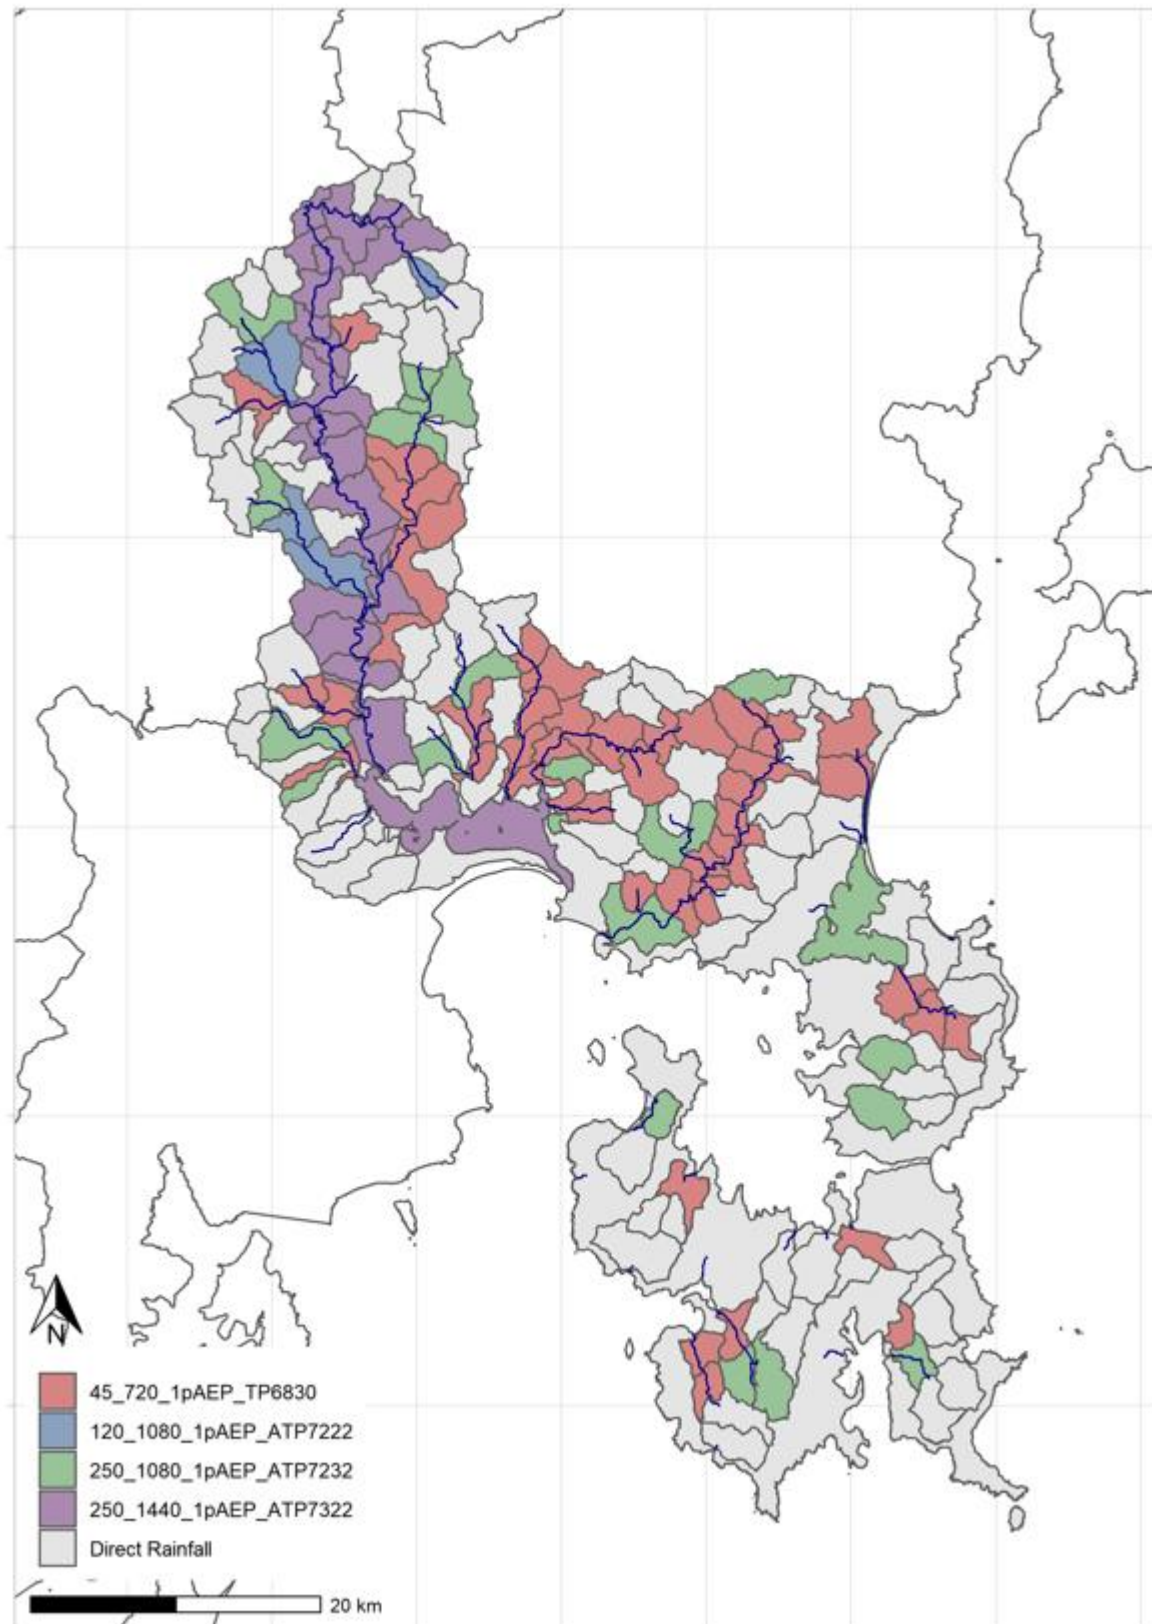 N
45_720_1pAEP_TP6830
120_1080_1pAEP_ATP7222
250_1080_1pAEP_ATP7232
250_1440_1pAEP_ATP7322
Direct Rainfall
20 km